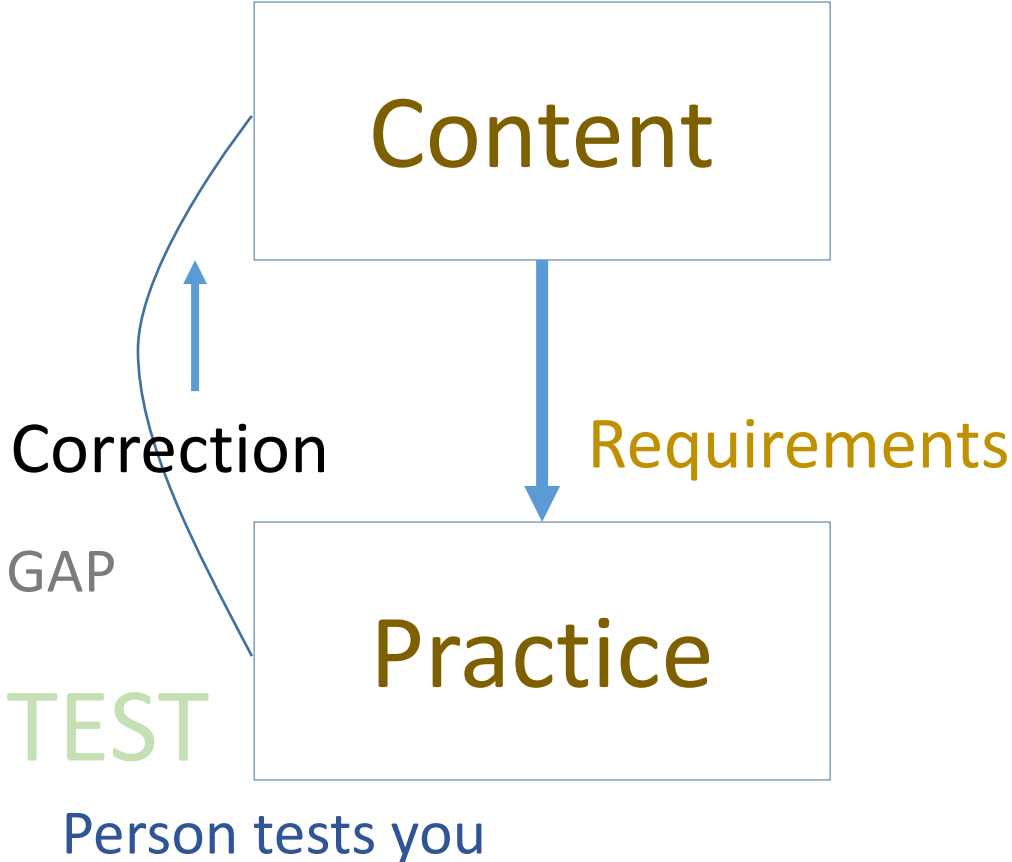 Content
Correction
Requirements
GAP
Practice
TEST
Person tests you